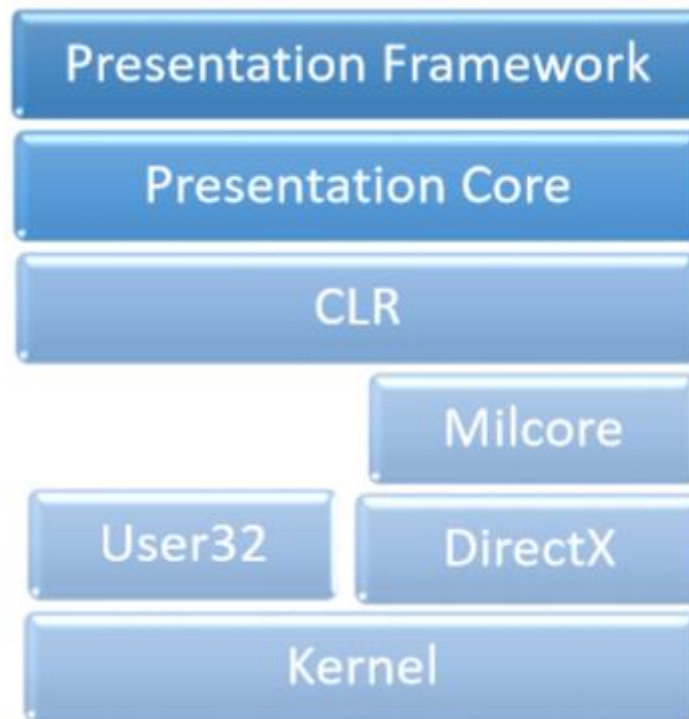 Presentation Framework
Presentation Core
CLR
Milcore
User32
DirectX
Kernel